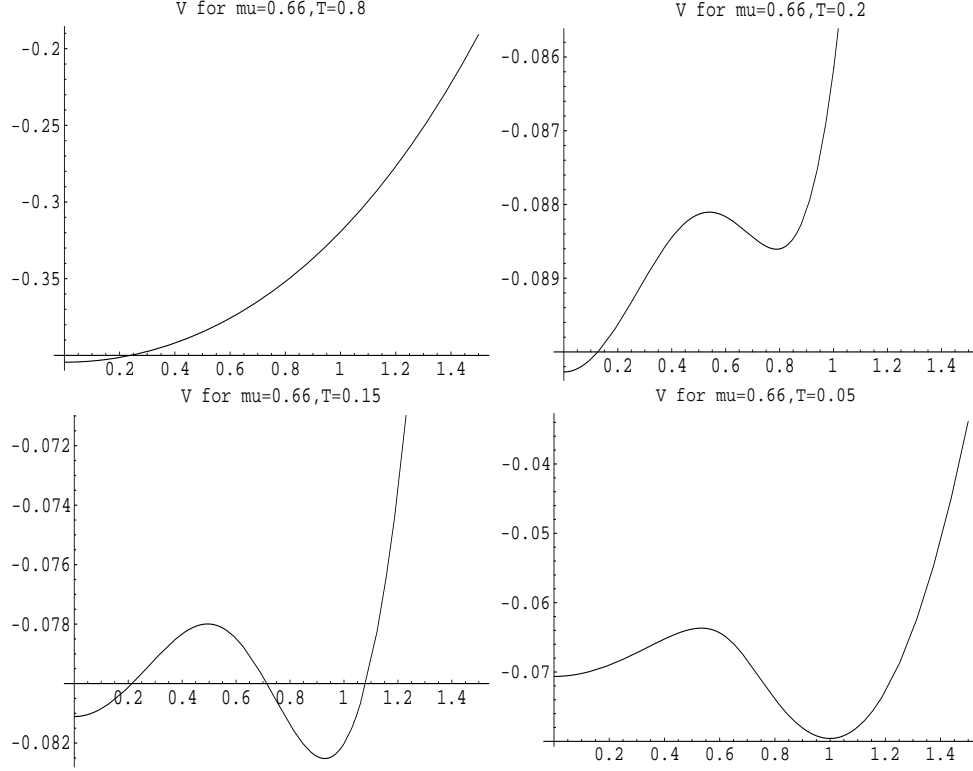 V for mu=0.66,T=0.8
-0.2
-0.25
-0.3
-0.35
0.2 0.4 0.6 0.8 1 1.2 1.4
V for mu=0.66,T=0.2
-0.086
-0.087
-0.088
-0.089
0.2 0.4 0.6 0.8 1 1.2 1.4
V for mu=0.66,T=0.15
-0.072
-0.074
-0.076
-0.078
0.2 0.4 0.6 0.8 1 1.2 1.4
-0.082
V for mu=0.66,T=0.05
-0.04
-0.05
-0.06
-0.07
0.2 0.4 0.6 0.8 1 1.2 1.4